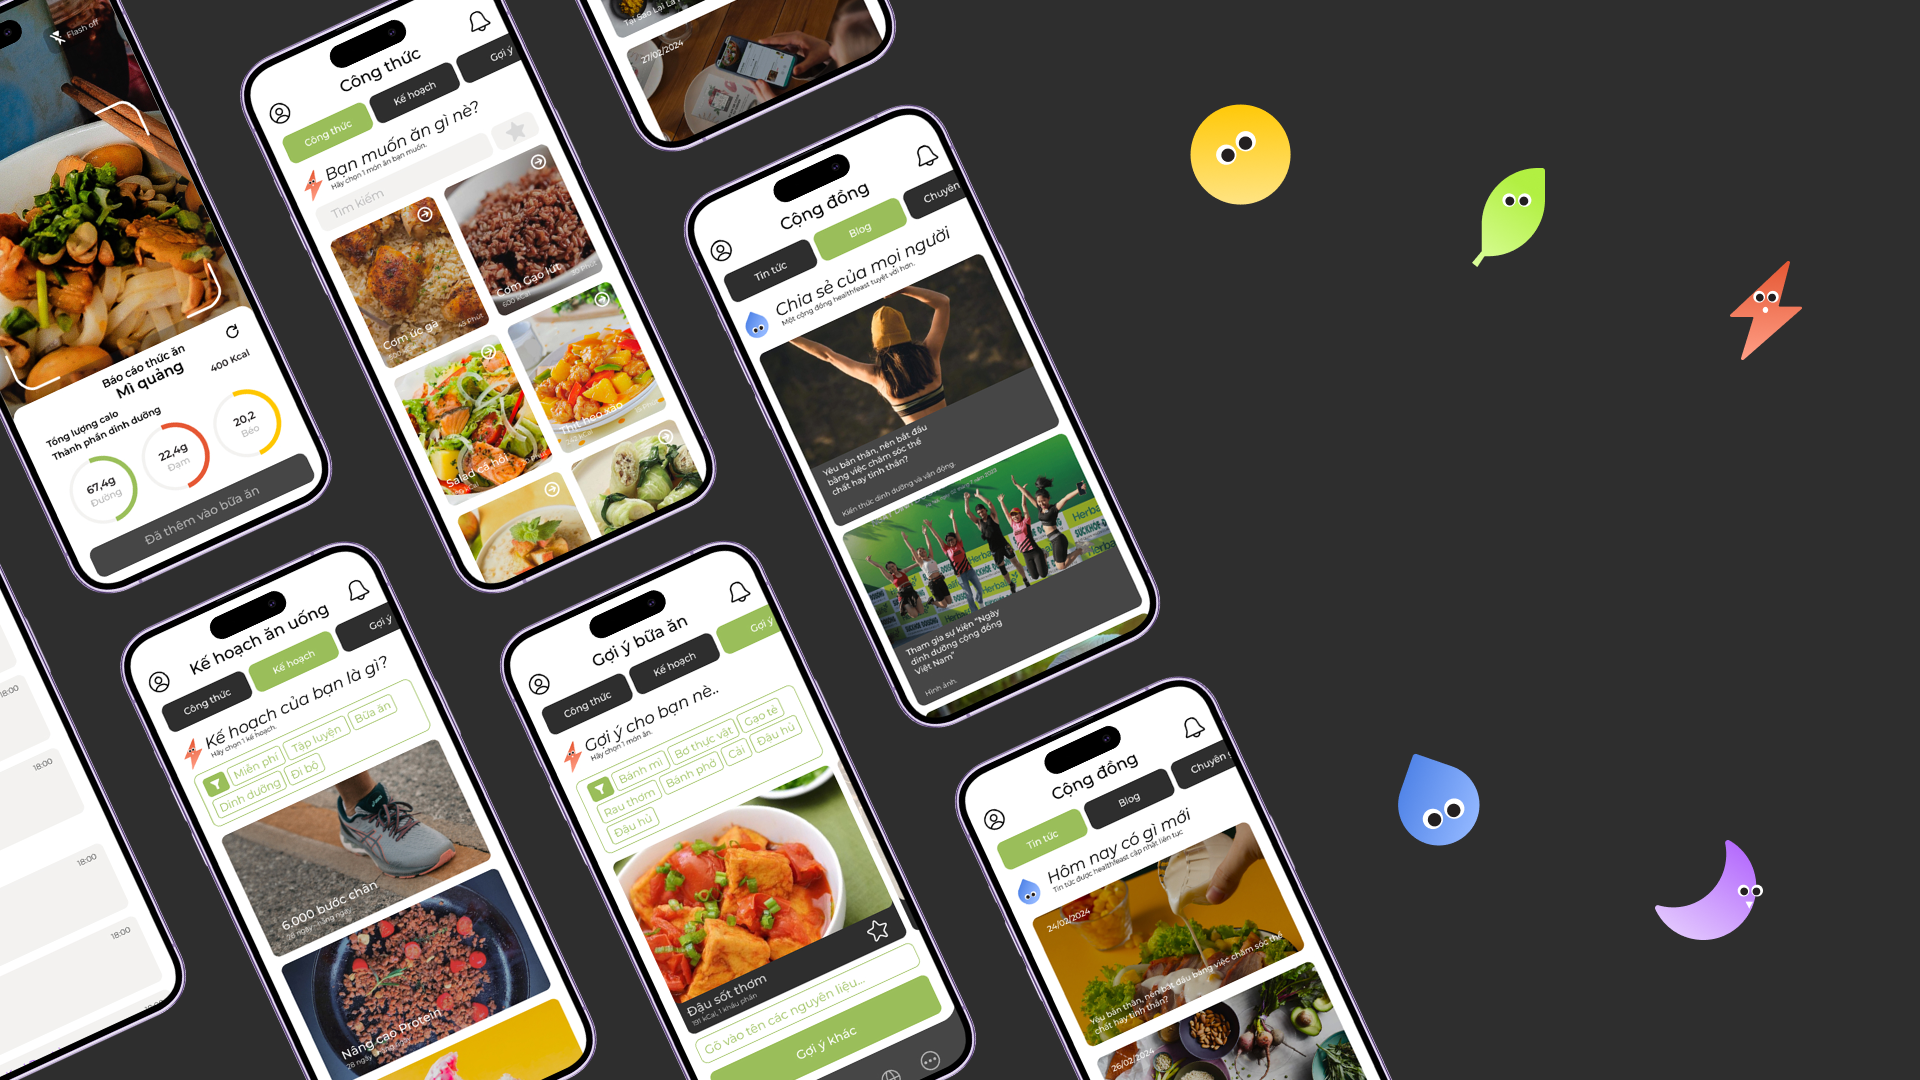 Flash off
Báo cáo thức ăn
Mì quảng
400 Kcal
Tổng lượng calo
Thành phần dinh dưỡng
67,4g
Đường
22,4g
Đạm
20,2
Béo
Đã thêm vào bữa ăn
Công thức
Công thức
Kế hoạch
Gợi ý
Bạn muốn ăn gì nè?
Hãy chọn 1 món ăn bạn muốn.
Tìm kiếm
Cơm ức gà
Cơm Gạo lứt
Salad cá hồi
Thịt heo xào
27/02/2024
Cộng đồng
Tin tức
Blog
Chuyên
Chia sẻ của mọi người
Một cộng đồng healthfeast tuyệt vời hơn.
Yêu bản thân, nên bắt đầu
bằng việc chăm sóc thể
chất hay tinh thần?
Kiến thức dinh dưỡng và vận động.
Tham gia sự kiện "Ngày
dinh dưỡng cộng đồng
Việt Nam"
Hình ảnh.
18:00
18:00
18:00
18:00
Kế hoạch ăn uống
Công thức
Kế hoạch
Gợi ý
Kế hoạch của bạn là gì?
Hãy chọn 1 kế hoạch.
Miễn phí
Tập luyện
Bữa ăn
Dinh dưỡng
Đi bộ
6.000 bước chân
Nâng cao Protein
Gợi ý bữa ăn
Công thức
Kế hoạch
Gợi ý
Gợi ý cho bạn nè..
Hãy chọn 1 món ăn.
Bánh mì
Bơ thực vật
Gạo tẻ
Rau thơm
Bánh phở
Cải
Đậu hủ
Đậu hủ
Đậu sốt thơm
191 kCal, 1 khẩu phần
Gõ vào tên các nguyên liệu...
Gợi ý khác
Cộng đồng
Tin tức
Blog
Chuyên
Hôm nay có gì mới
Tin tức được healthfeast cập nhật liên tục
24/02/2024
Yêu bản thân, nên bắt đầu bằng việc chăm sóc thể
chất hay tinh thần?
26/02/2024